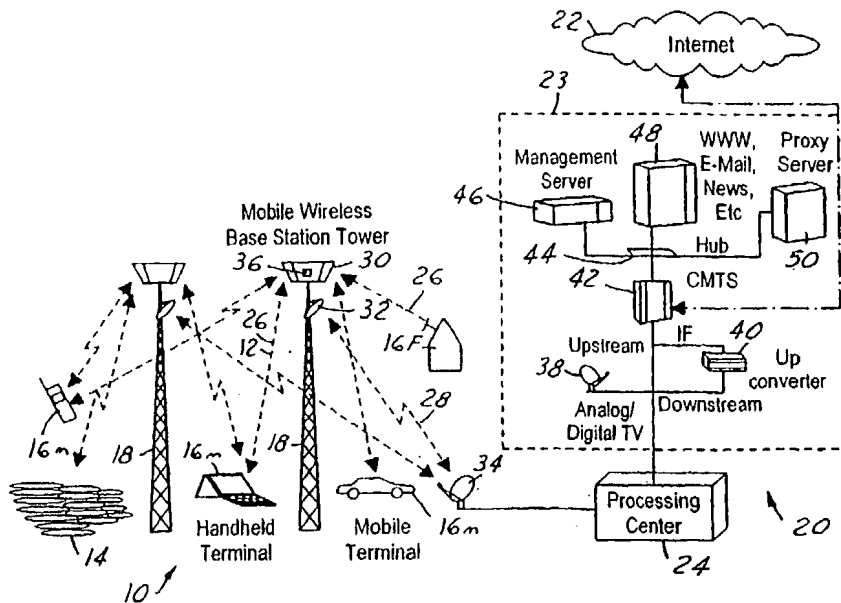 22
Internet
23
48
WWW,
E-Mail,
News,
Etc
Proxy
Server
Management
Server
46
Mobile Wireless
Base Station Tower
36
30
44
Hub
50
42
CMTS
26
32
26
12
16F
IF
40
Upstream
Up
converter
38
28
Analog/
Digital TV
Downstream
16m
18
16m
18
34
Processing
Center
24
20
14
Handheld
Terminal
Mobile
Terminal
16m
10